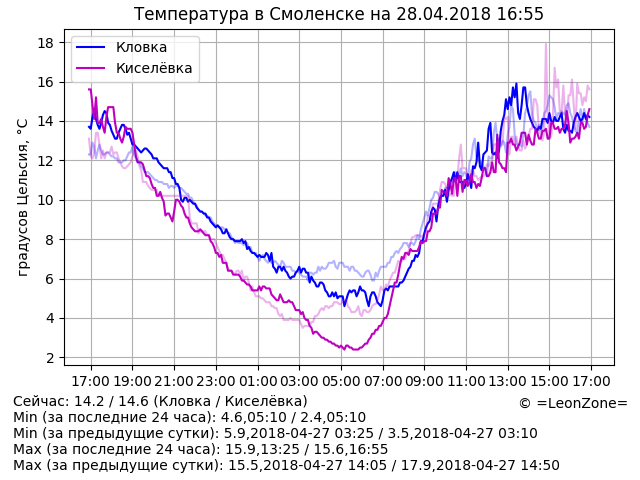 Температура в Смоленске на 28.04.2018 16:55
Кловка
Киселёвка
градусов Цельсия, °C
18
16
14
12
10
8
6
4
2
17:00 19:00 21:00 23:00 01:00 03:00 05:00 07:00 09:00 11:00 13:00 15:00 17:00
Сейчас: 14.2 / 14.6 (Кловка / Киселёвка)
© =LeonZone=
Min (за последние 24 часа): 4.6,05:10 / 2.4,05:10
Min (за предыдущие сутки): 5.9,2018-04-27 03:25 / 3.5,2018-04-27 03:10
Max (за последние 24 часа): 15.9,13:25 / 15.6,16:55
Max (за предыдущие сутки): 15.5,2018-04-27 14:05 / 17.9,2018-04-27 14:50